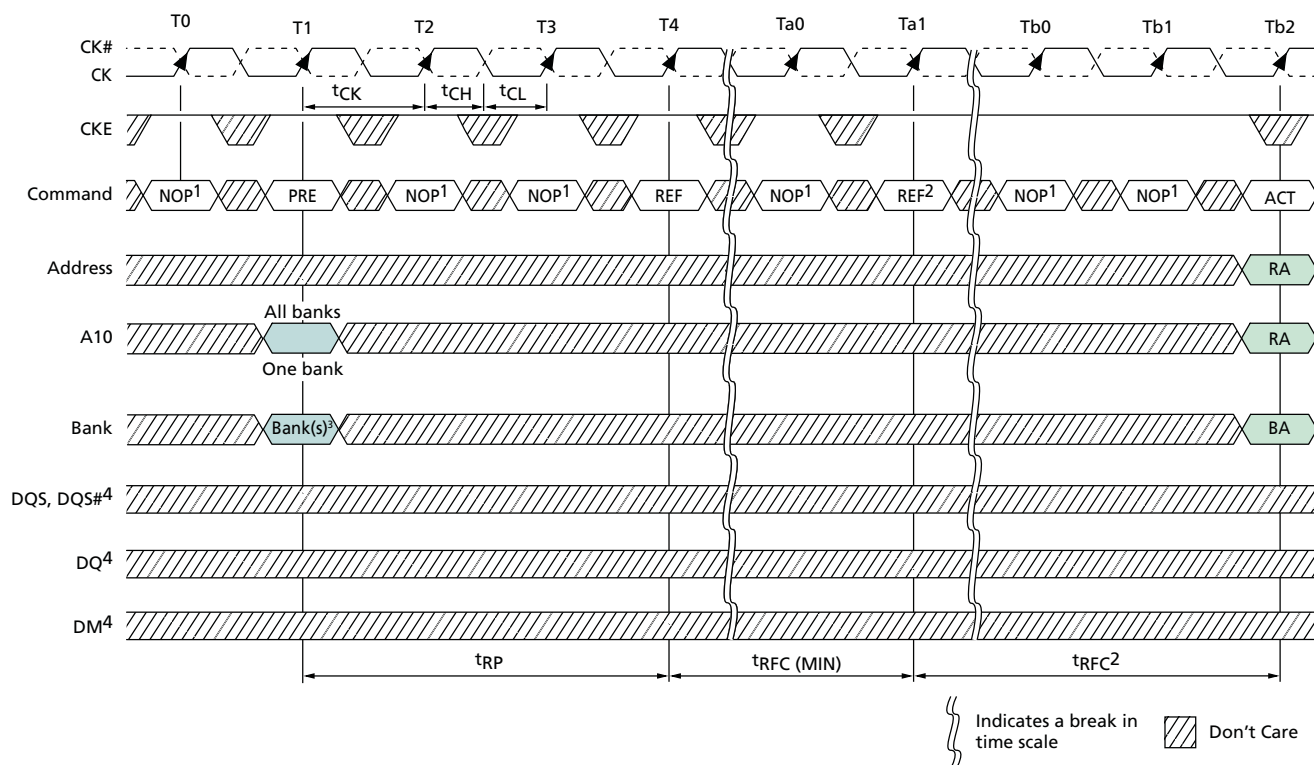 T0 T1 T2 T3 T4 Ta0 Ta1 Tb0 Tb1 Tb2
CK#
CK
tCK tCH tCL
CKE
Command NOP1 PRE NOP1 NOP1 REF NOP1 REF2 NOP1 NOP1 ACT
Address RA
All banks
A10 RA
One bank
Bank Bank(s)3 BA
DQS, DQS#4
DQ4
DM4
tRP tRFC (MIN) tRFC2
Indicates a break in
time scale
Don't Care